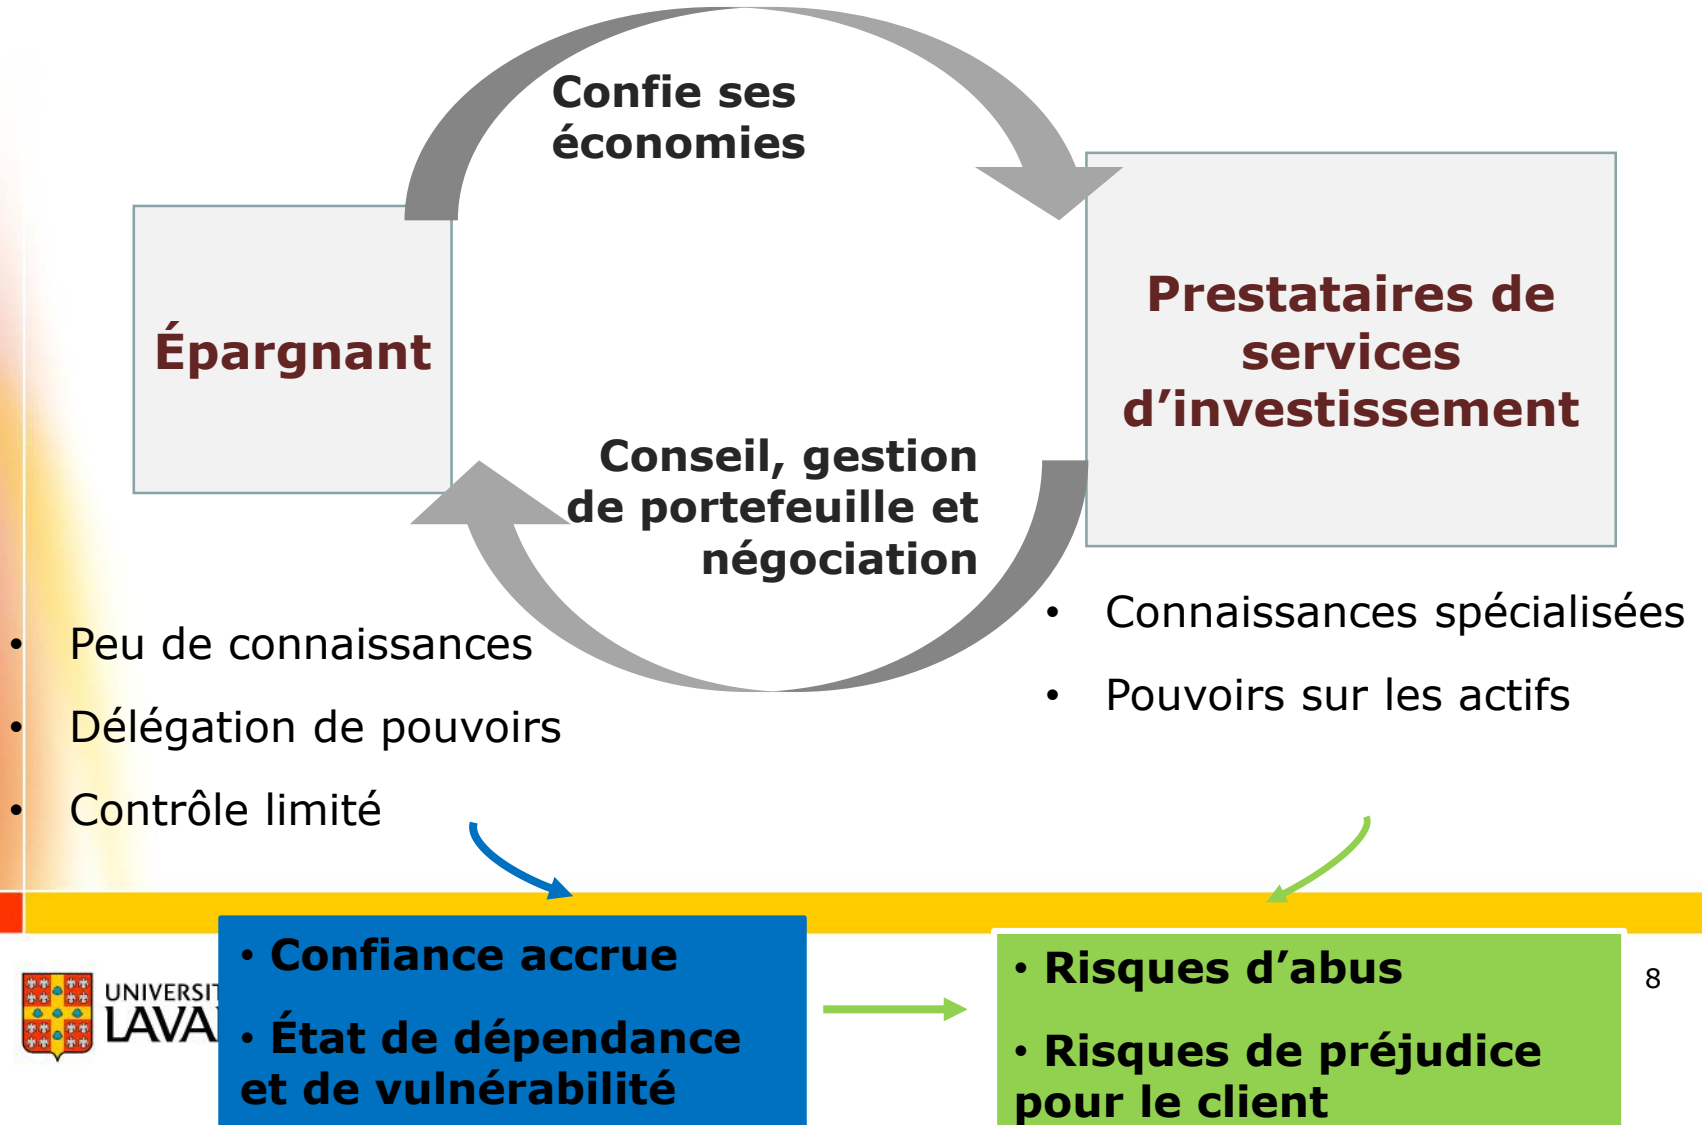 Confie ses
économies
Épargnant
Prestataires de
services
d’investissement
Conseil, gestion
de portefeuille et
négociation
• Peu de connaissances
• Délégation de pouvoirs
• Contrôle limité
• Connaissances spécialisées
• Pouvoirs sur les actifs
• Confiance accrue
• État de dépendance
et de vulnérabilité
• Risques d’abus
• Risques de préjudice
pour le client
8